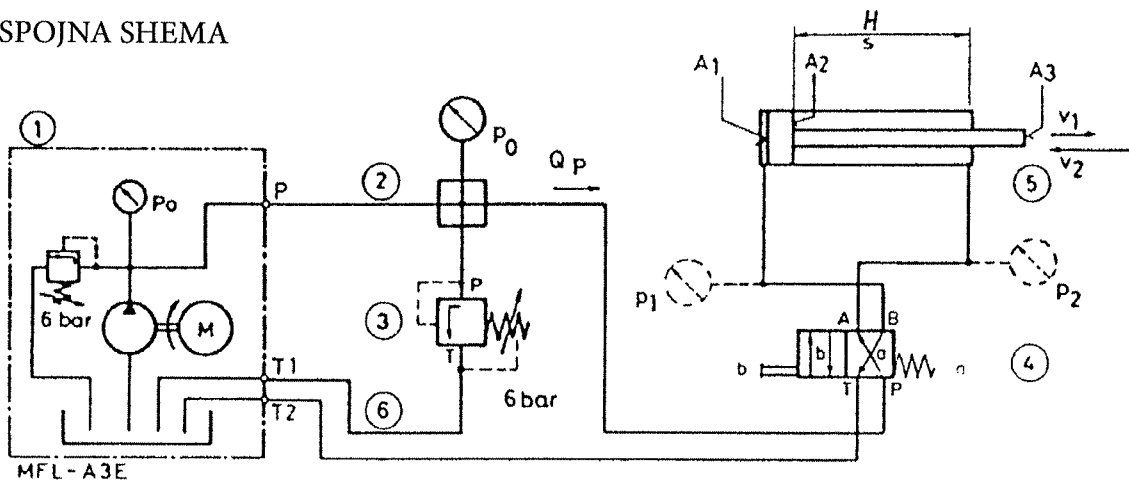 SPOJNA SHEMA
1
Po
6 bar
M
MFL-A3E
P
T1
T2
2
P0
Qp
3
P
T
6 bar
6
H
s
A1
A2
A3
v1
v2
5
p1
P2
A B
b b a a
T P
4